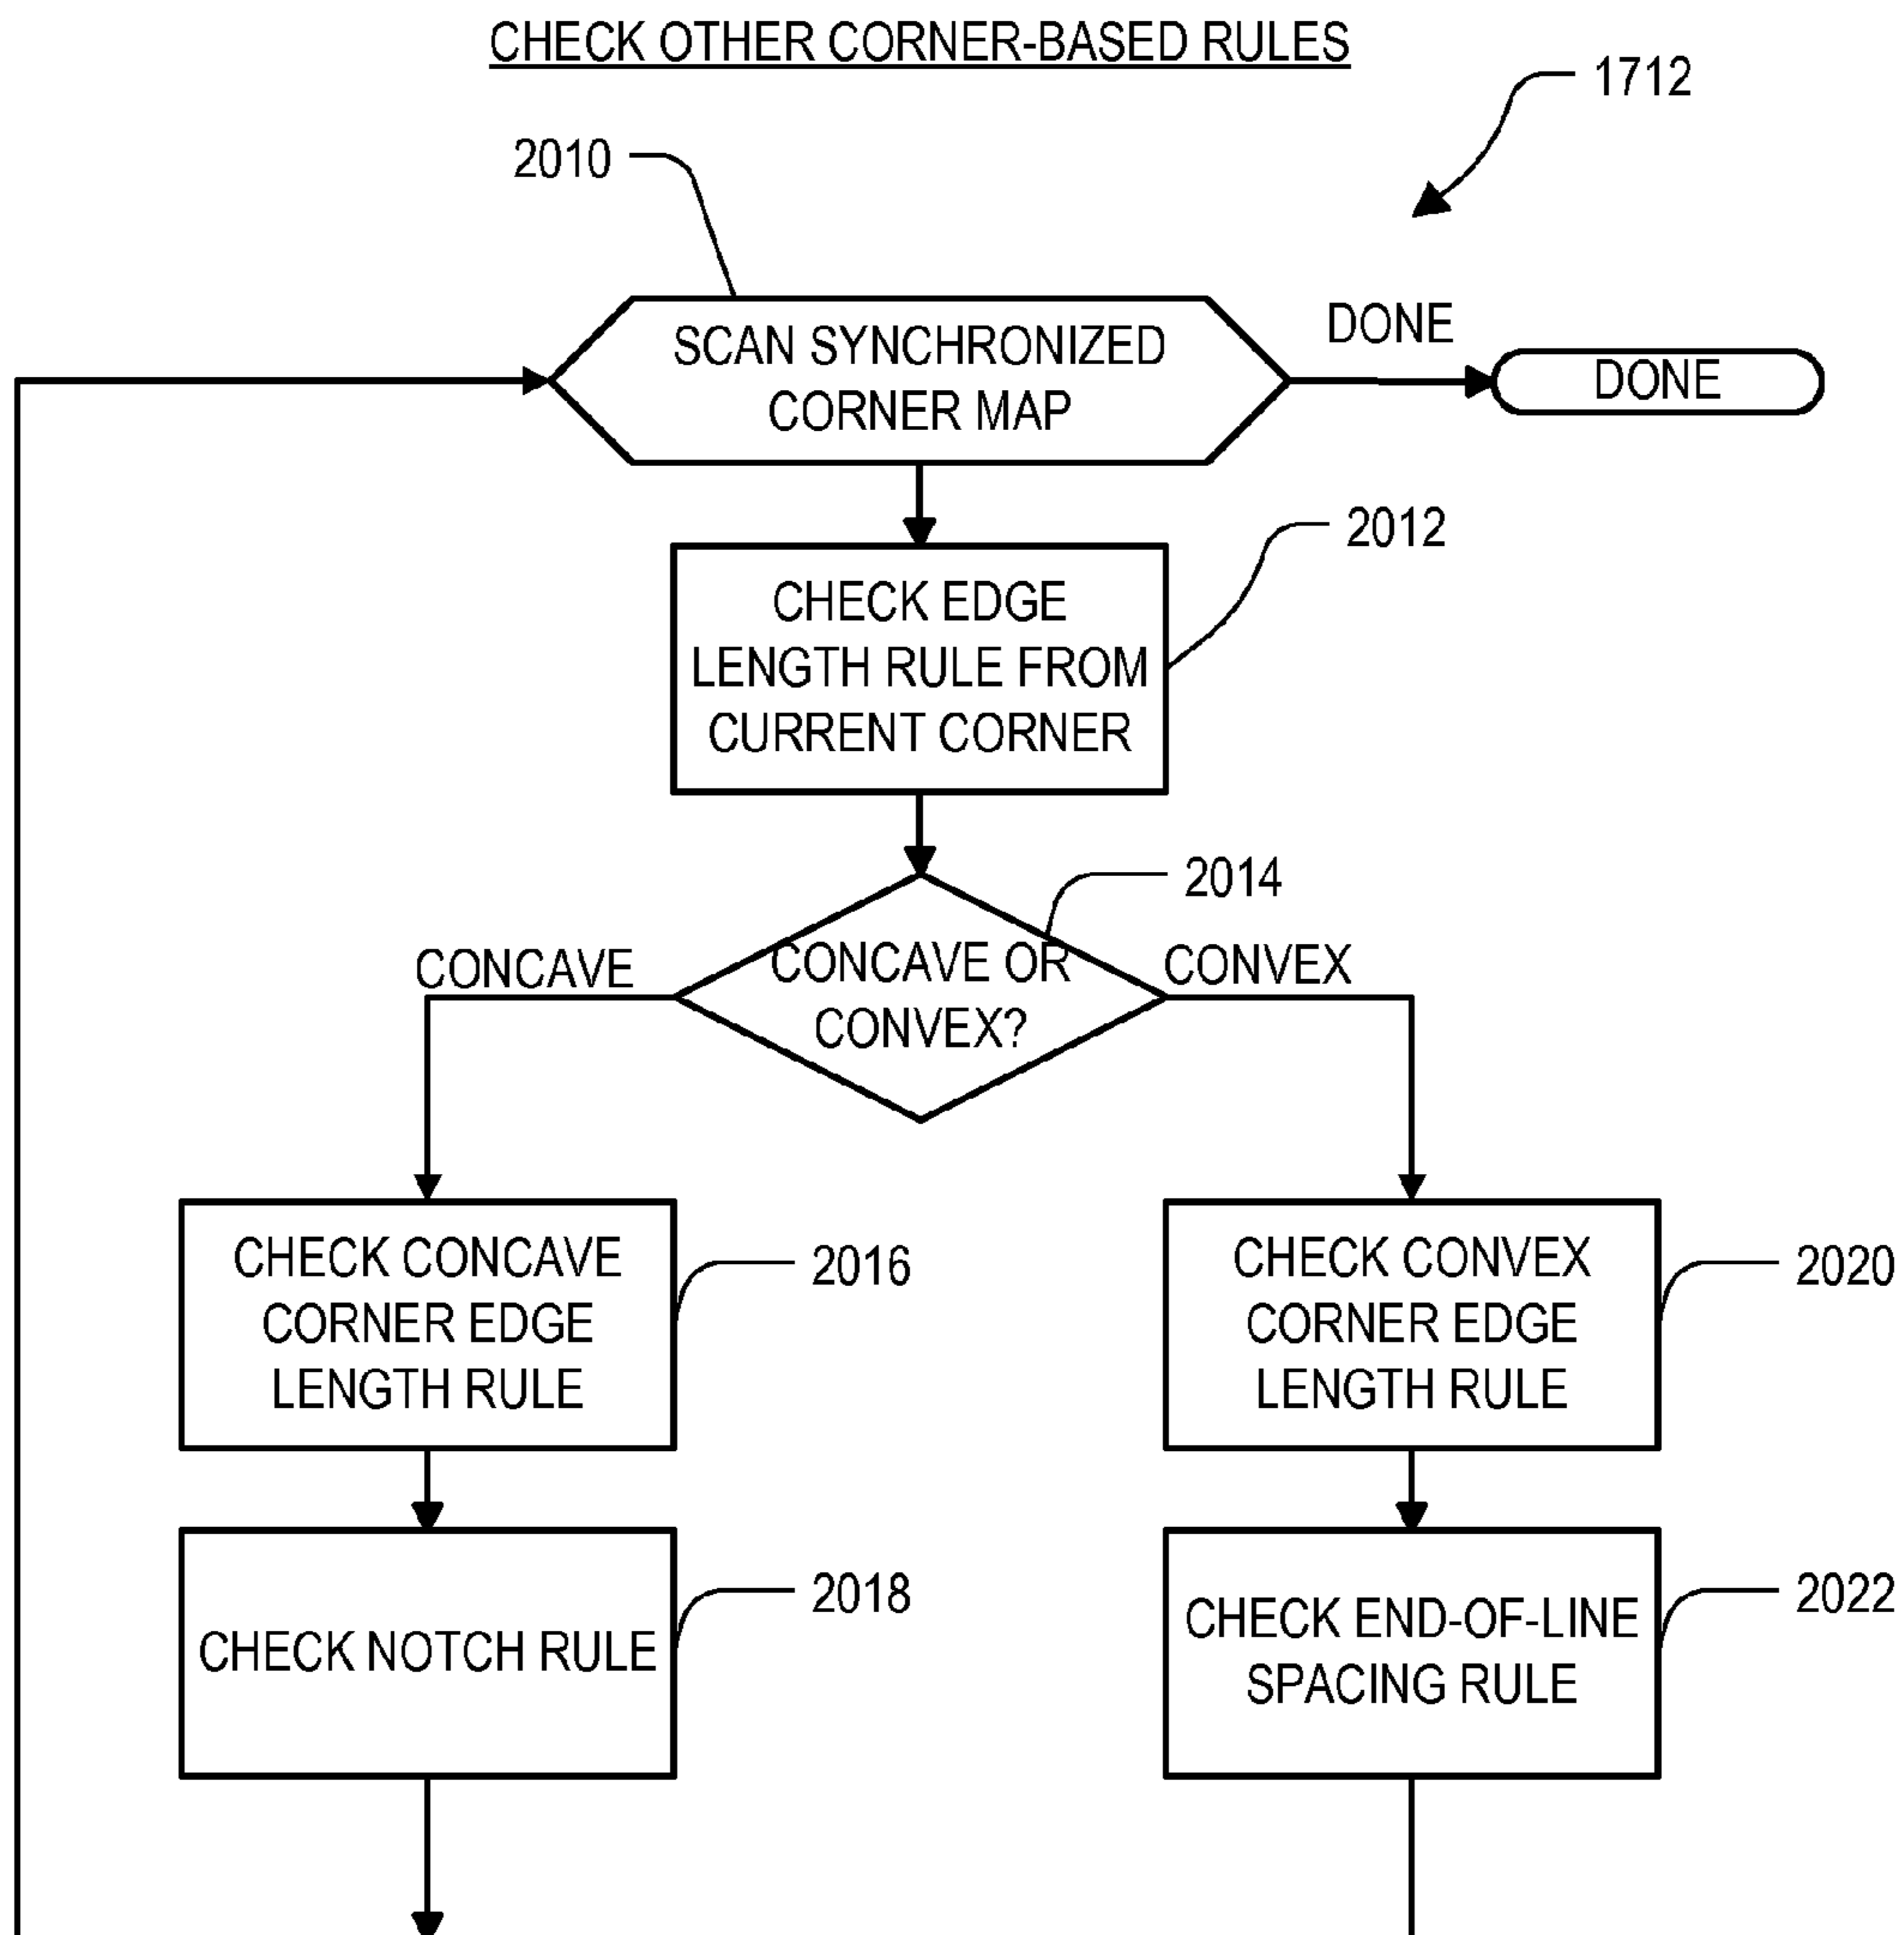 CHECK OTHER CORNER-BASED RULES
1712
2010
SCAN SYNCHRONIZED
CORNER MAP
DONE
DONE
2012
CHECK EDGE
LENGTH RULE FROM
CURRENT CORNER
2014
CONCAVE
CONCAVE OR
CONVEX?
CONVEX
CHECK CONCAVE
CORNER EDGE
LENGTH RULE
2016
CHECK CONVEX
CORNER EDGE
LENGTH RULE
2020
CHECK NOTCH RULE
2018
CHECK END-OF-LINE
SPACING RULE
2022